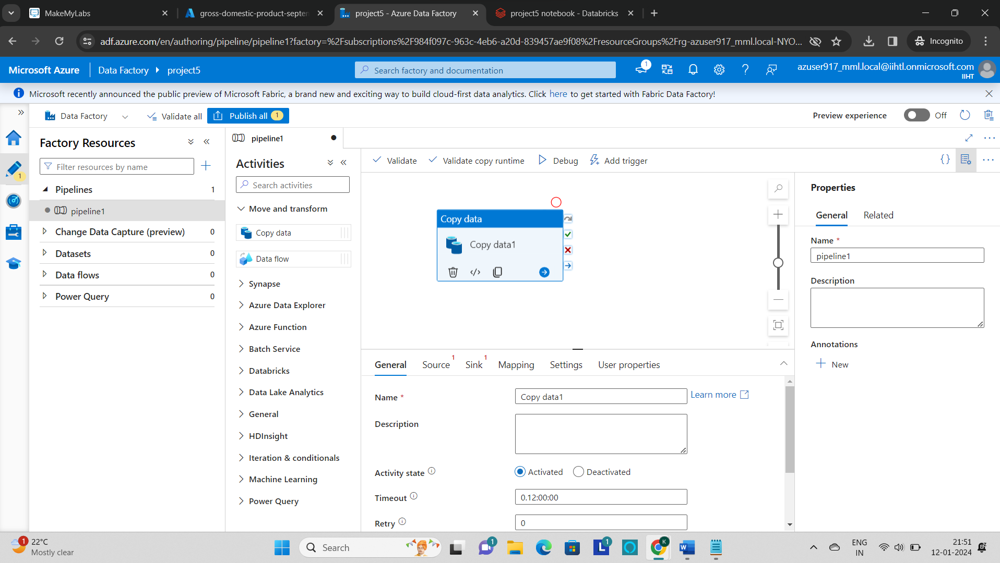 MakeMyLabs
gross-domestic-product-septem
project5 - Azure Data Factory
project5 notebook - Databricks
adf.azure.com/en/authoring/pipeline/pipeline1?factory=%2Fsubscriptions%2F984f097c-963c-4eb6-a20d-839457ae9f08%2FresourceGroups%2Frg-azuser917_mml.local-NYO...
Incognito
Microsoft Azure
Data Factory
project5
Search factory and documentation
1
azuser917_mml.local@iihtl.onmicrosoft.com
IIHT
Microsoft recently announced the public preview of Microsoft Fabric, a brand new and exciting way to build cloud-first data analytics. Click here to get started with Fabric Data Factory!
Data Factory
Validate all
Publish all 1
Preview experience
Off
Factory Resources
Filter resources by name
1
Pipelines 1
pipeline1
Change Data Capture (preview) 0
Datasets 0
Data flows 0
Power Query 0
pipeline1
Activities
Search activities
Move and transform
Copy data
Data flow
Synapse
Azure Data Explorer
Azure Function
Batch Service
Databricks
Data Lake Analytics
General
HDInsight
Iteration & conditionals
Machine Learning
Power Query
Validate
Validate copy runtime
Debug
Add trigger
Copy data
Copy data1
General
Source 1
Sink 1
Mapping
Settings
User properties
Name *
Copy data1
Learn more
Description
Activity state
Activated
Deactivated
Timeout
0.12:00:00
Retry
0
Properties
General
Related
Name *
pipeline1
Description
Annotations
New
1
22°C
Mostly clear
Search
1
1
K
ENG
IN
21:51
12-01-2024